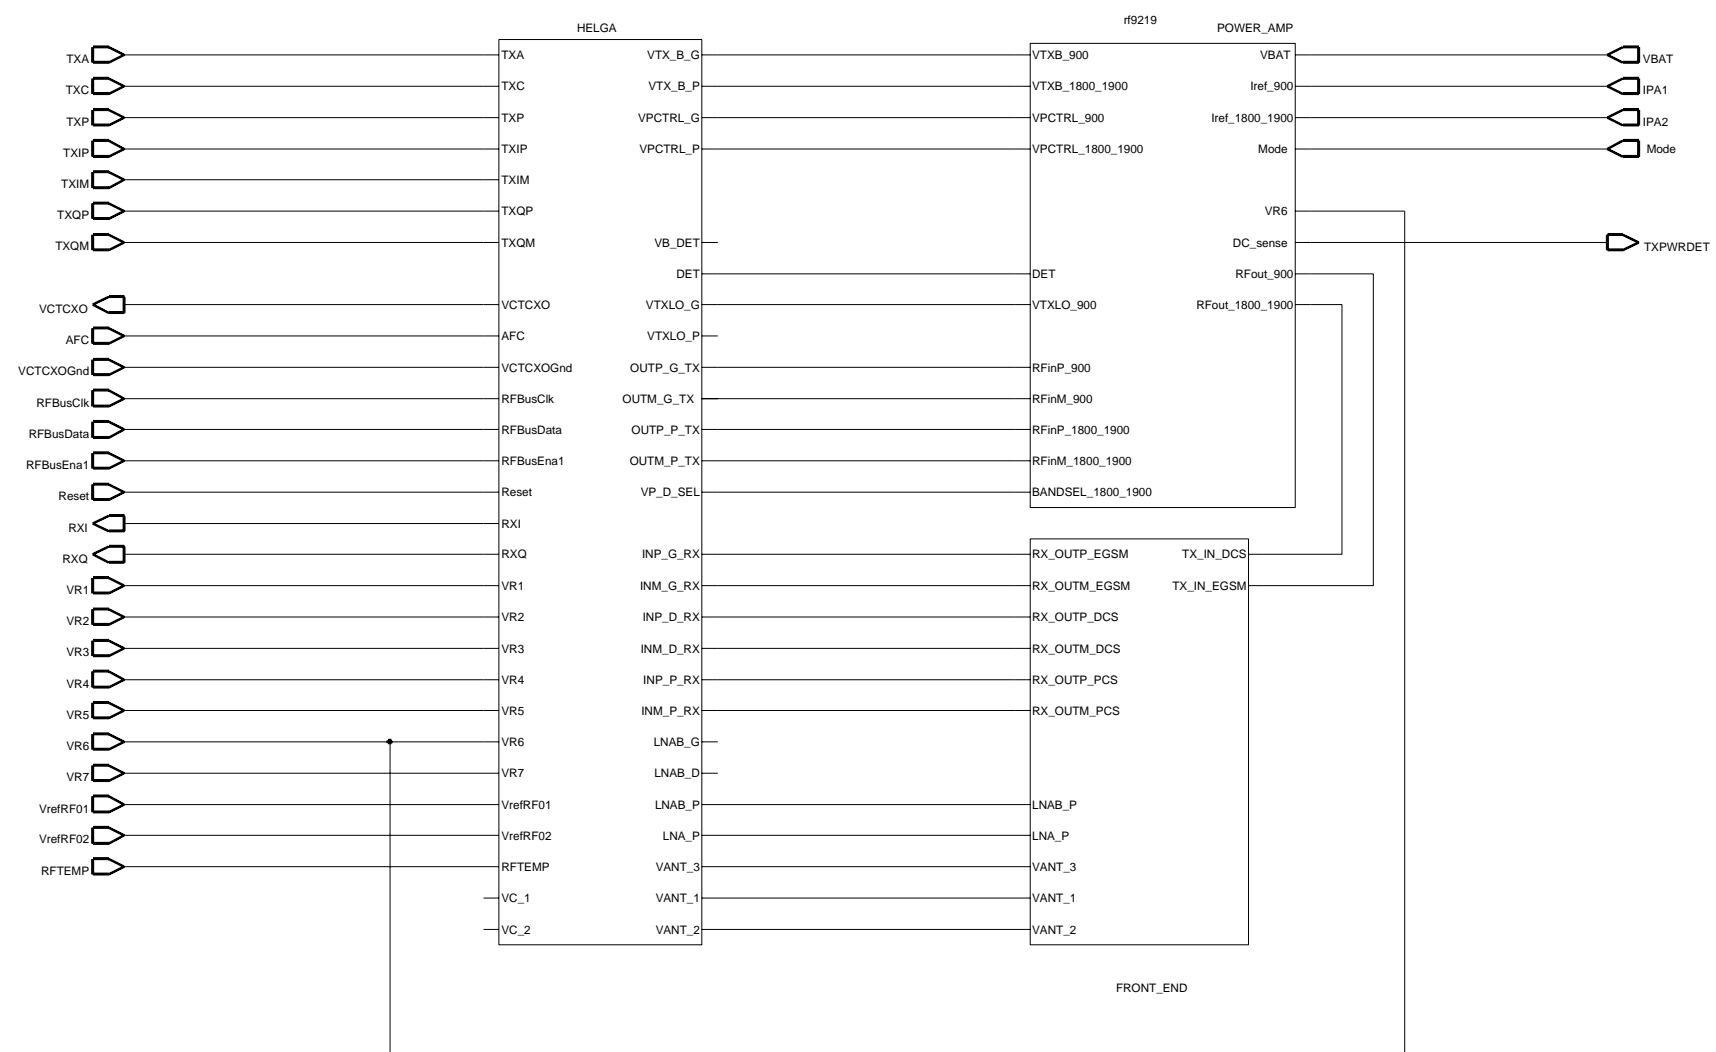 rf9219
HELGA POWER_AMP
TXA TXA VTX_B_G VTXB_900 VBAT VBAT
TXC TXC VTX_B_P VTXB_1800_1900 Iref_900 IPA1
TXP TXP VPCTRL_G VPCTRL_900 Iref_1800_1900 IPA2
TXIP TXIP VPCTRL_P VPCTRL_1800_1900 Mode Mode
TXIM TXIM
TXQP TXQP VR6
TXQM TXQM VB_DET DC_sense TXPWRDET
DET DET RFout_900
VCTCXO VCTCXO VTXLO_G VTXLO_900 RFout_1800_1900
AFC AFC VTXLO_P
VCTCXOGnd VCTCXOGnd OUTP_G_TX RFinP_900
RFBusClk RFBusClk OUTM_G_TX RFinM_900
RFBusData RFBusData OUTP_P_TX RFinP_1800_1900
RFBusEna1 RFBusEna1 OUTM_P_TX RFinM_1800_1900
Reset Reset VP_D_SEL BANDSEL_1800_1900
RXI RXI
RXQ RXQ INP_G_RX RX_OUTP_EGSM TX_IN_DCS
VR1 VR1 INM_G_RX RX_OUTM_EGSM TX_IN_EGSM
VR2 VR2 INP_D_RX RX_OUTP_DCS
VR3 VR3 INM_D_RX RX_OUTM_DCS
VR4 VR4 INP_P_RX RX_OUTP_PCS
VR5 VR5 INM_P_RX RX_OUTM_PCS
VR6 VR6 LNAB_G
VR7 VR7 LNAB_D
VrefRF01 VrefRF01 LNAB_P LNAB_P
VrefRF02 VrefRF02 LNA_P LNA_P
RFTEMP RFTEMP VANT_3 VANT_3
VC_1 VANT_1 VANT_1
VC_2 VANT_2 VANT_2
FRONT_END